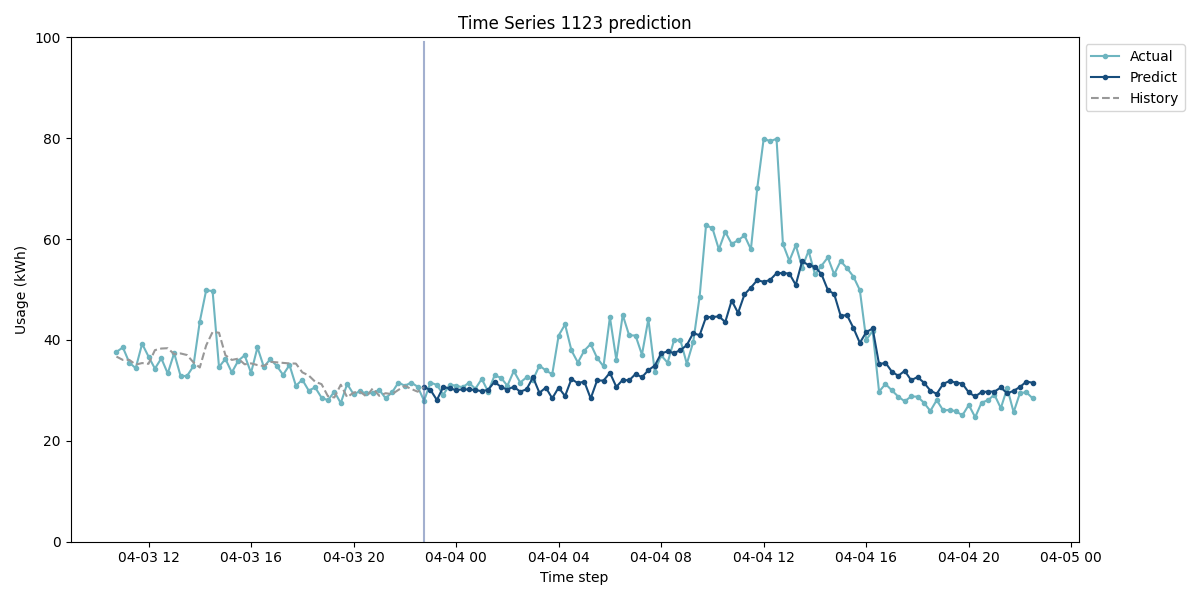 Time Series 1123 prediction
Actual
Predict
History
Usage (kWh)
100
80
60
40
20
0
04-03 12 04-03 16 04-03 20 04-04 00 04-04 04 04-04 08 04-04 12 04-04 16 04-04 20 04-05 00
Time step